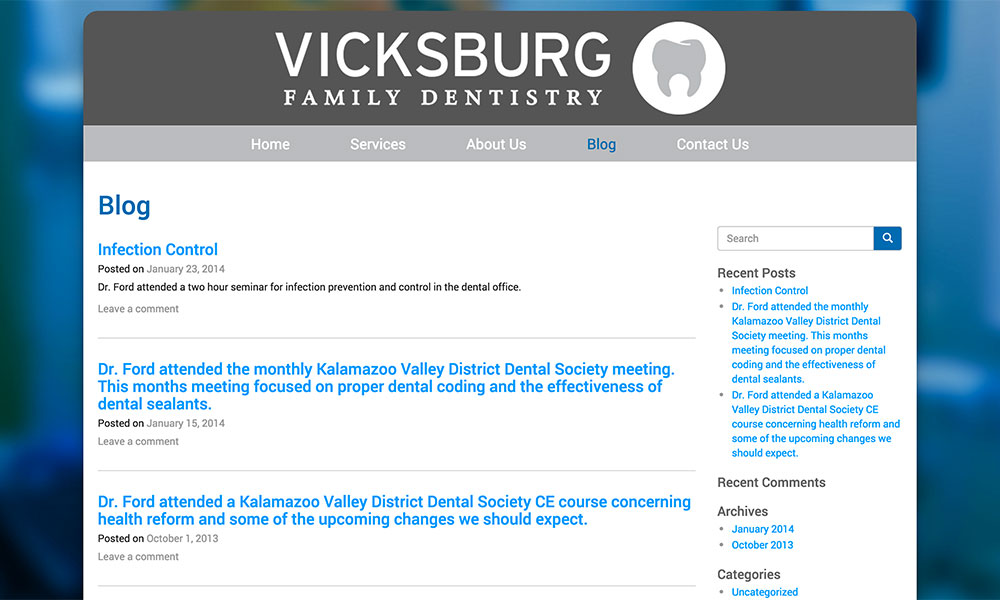 VICKSBURG
FAMILY DENTISTRY
Home Services About Us Blog Contact Us
Blog
Infection Control
Posted on January 23, 2014
Dr. Ford attended a two hour seminar for infection prevention and control in the dental office.
Leave a comment
Dr. Ford attended the monthly Kalamazoo Valley District Dental Society meeting.
This months meeting focused on proper dental coding and the effectiveness of
dental sealants.
Posted on January 15, 2014
Leave a comment
Dr. Ford attended a Kalamazoo Valley District Dental Society CE course concerning
health reform and some of the upcoming changes we should expect.
Posted on October 1, 2013
Leave a comment
Search
Recent Posts
Infection Control
Dr. Ford attended the monthly
Kalamazoo Valley District Dental
Society meeting. This months
meeting focused on proper dental
coding and the effectiveness of
dental sealants.
Dr. Ford attended a Kalamazoo
Valley District Dental Society CE
course concerning health reform and
some of the upcoming changes we
should expect.
Recent Comments
Archives
January 2014
October 2013
Categories
Uncategorized